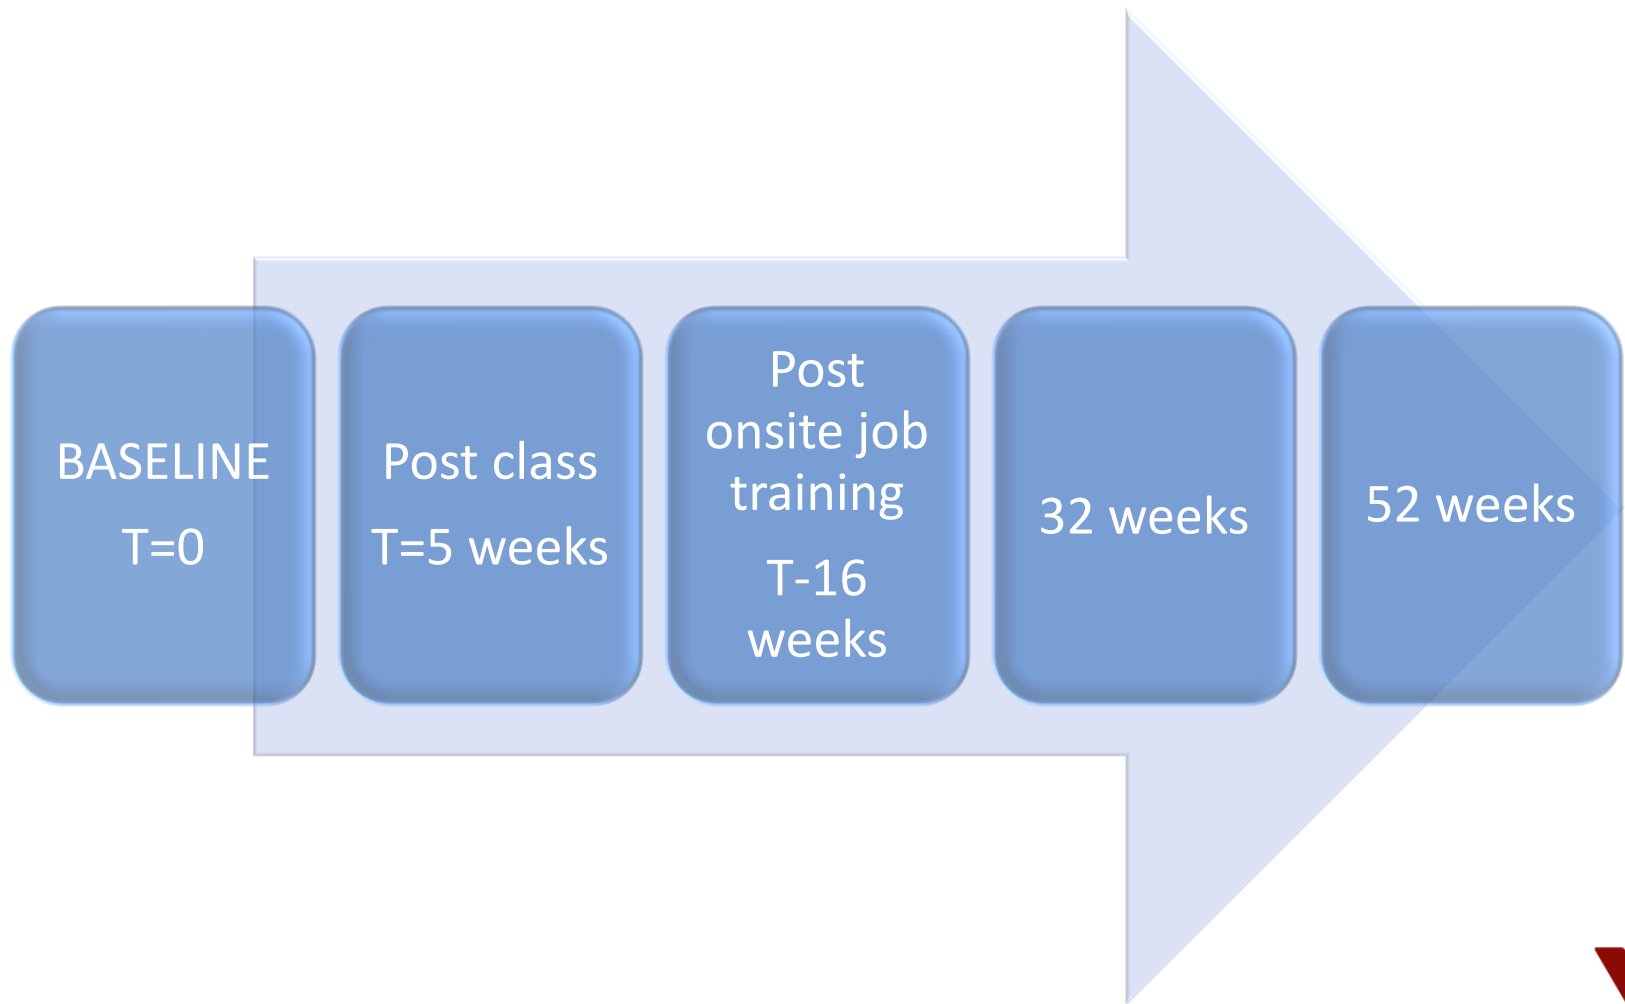 BASELINE
T=0
Post class
T=5 weeks
Post
onsite job
training
T-16
weeks
32 weeks
52 weeks